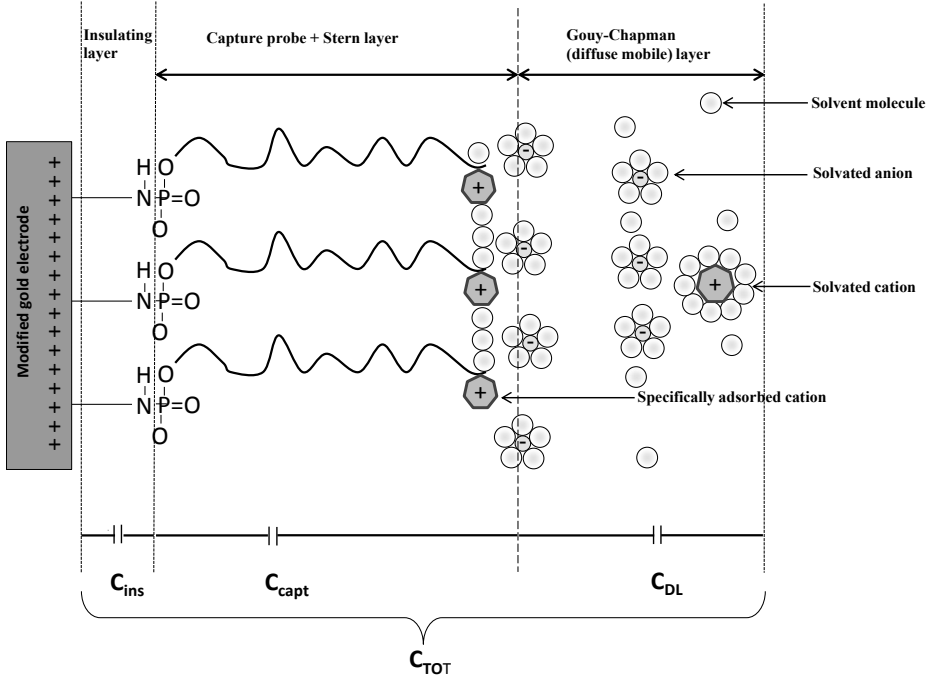 Insulating
layer
Capture probe + Stern layer
Gouy-Chapman
(diffuse mobile) layer
Solvent molecule
Solvated anion
Solvated cation
Specifically adsorbed cation
Modified gold electrode
+ + + + + + + + + + + + + + + +
H O
N P=O
O
+
H O
N P=O
O
+
H O
N P=O
O
+
-
-
-
-
-
-
-
+
C_ins
C_capt
C_DL
C_TOT